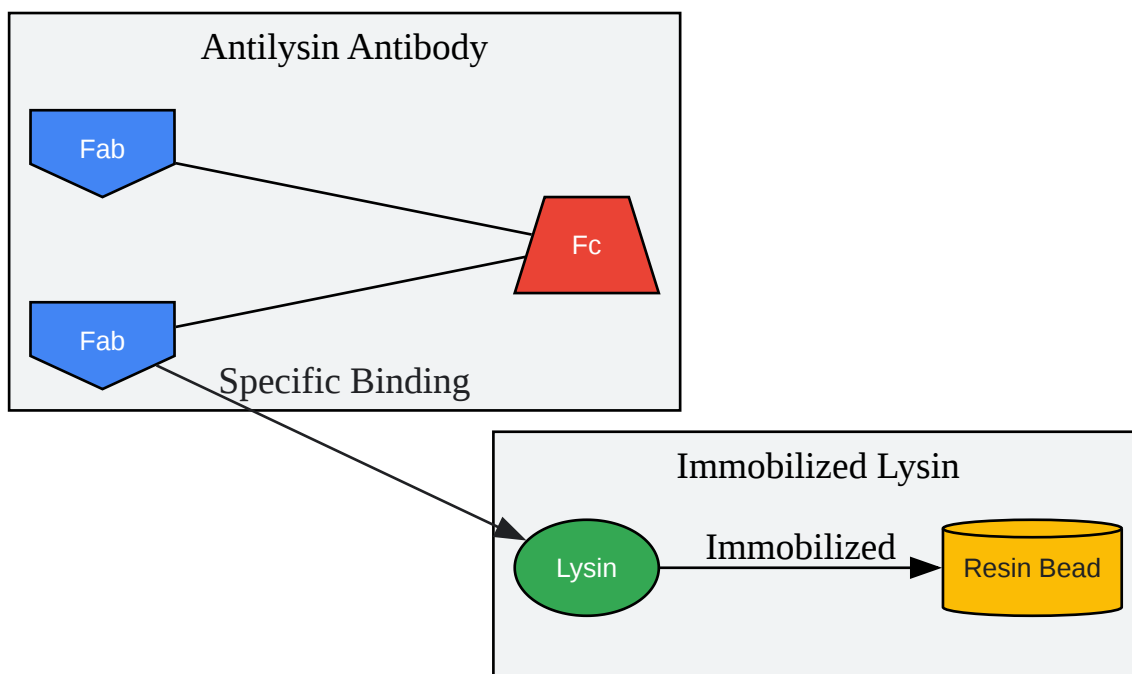 Antilysin Antibody
Fab
Fc
Fab
Specific Binding
Immobilized Lysin
Immobilized
Lysin
Resin Bead